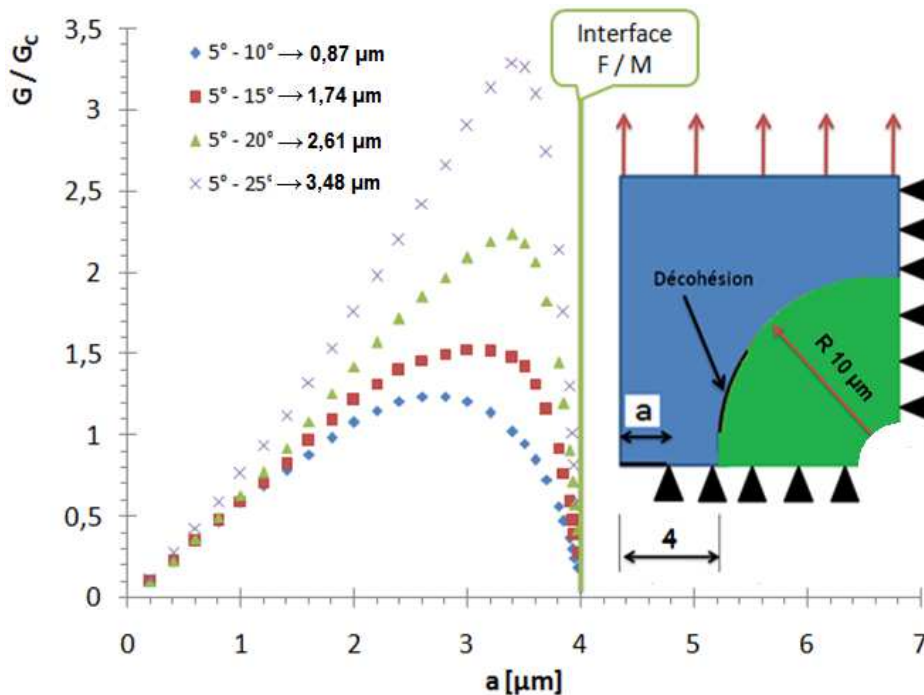 G / G_C
3,5
3
2,5
2
1,5
1
0,5
0
5° - 10° → 0,87 µm
5° - 15° → 1,74 µm
5° - 20° → 2,61 µm
5° - 25° → 3,48 µm
Interface
F / M
Décohésion
R 10 µm
a
4
0 1 2 3 4 5 6 7
a [µm]